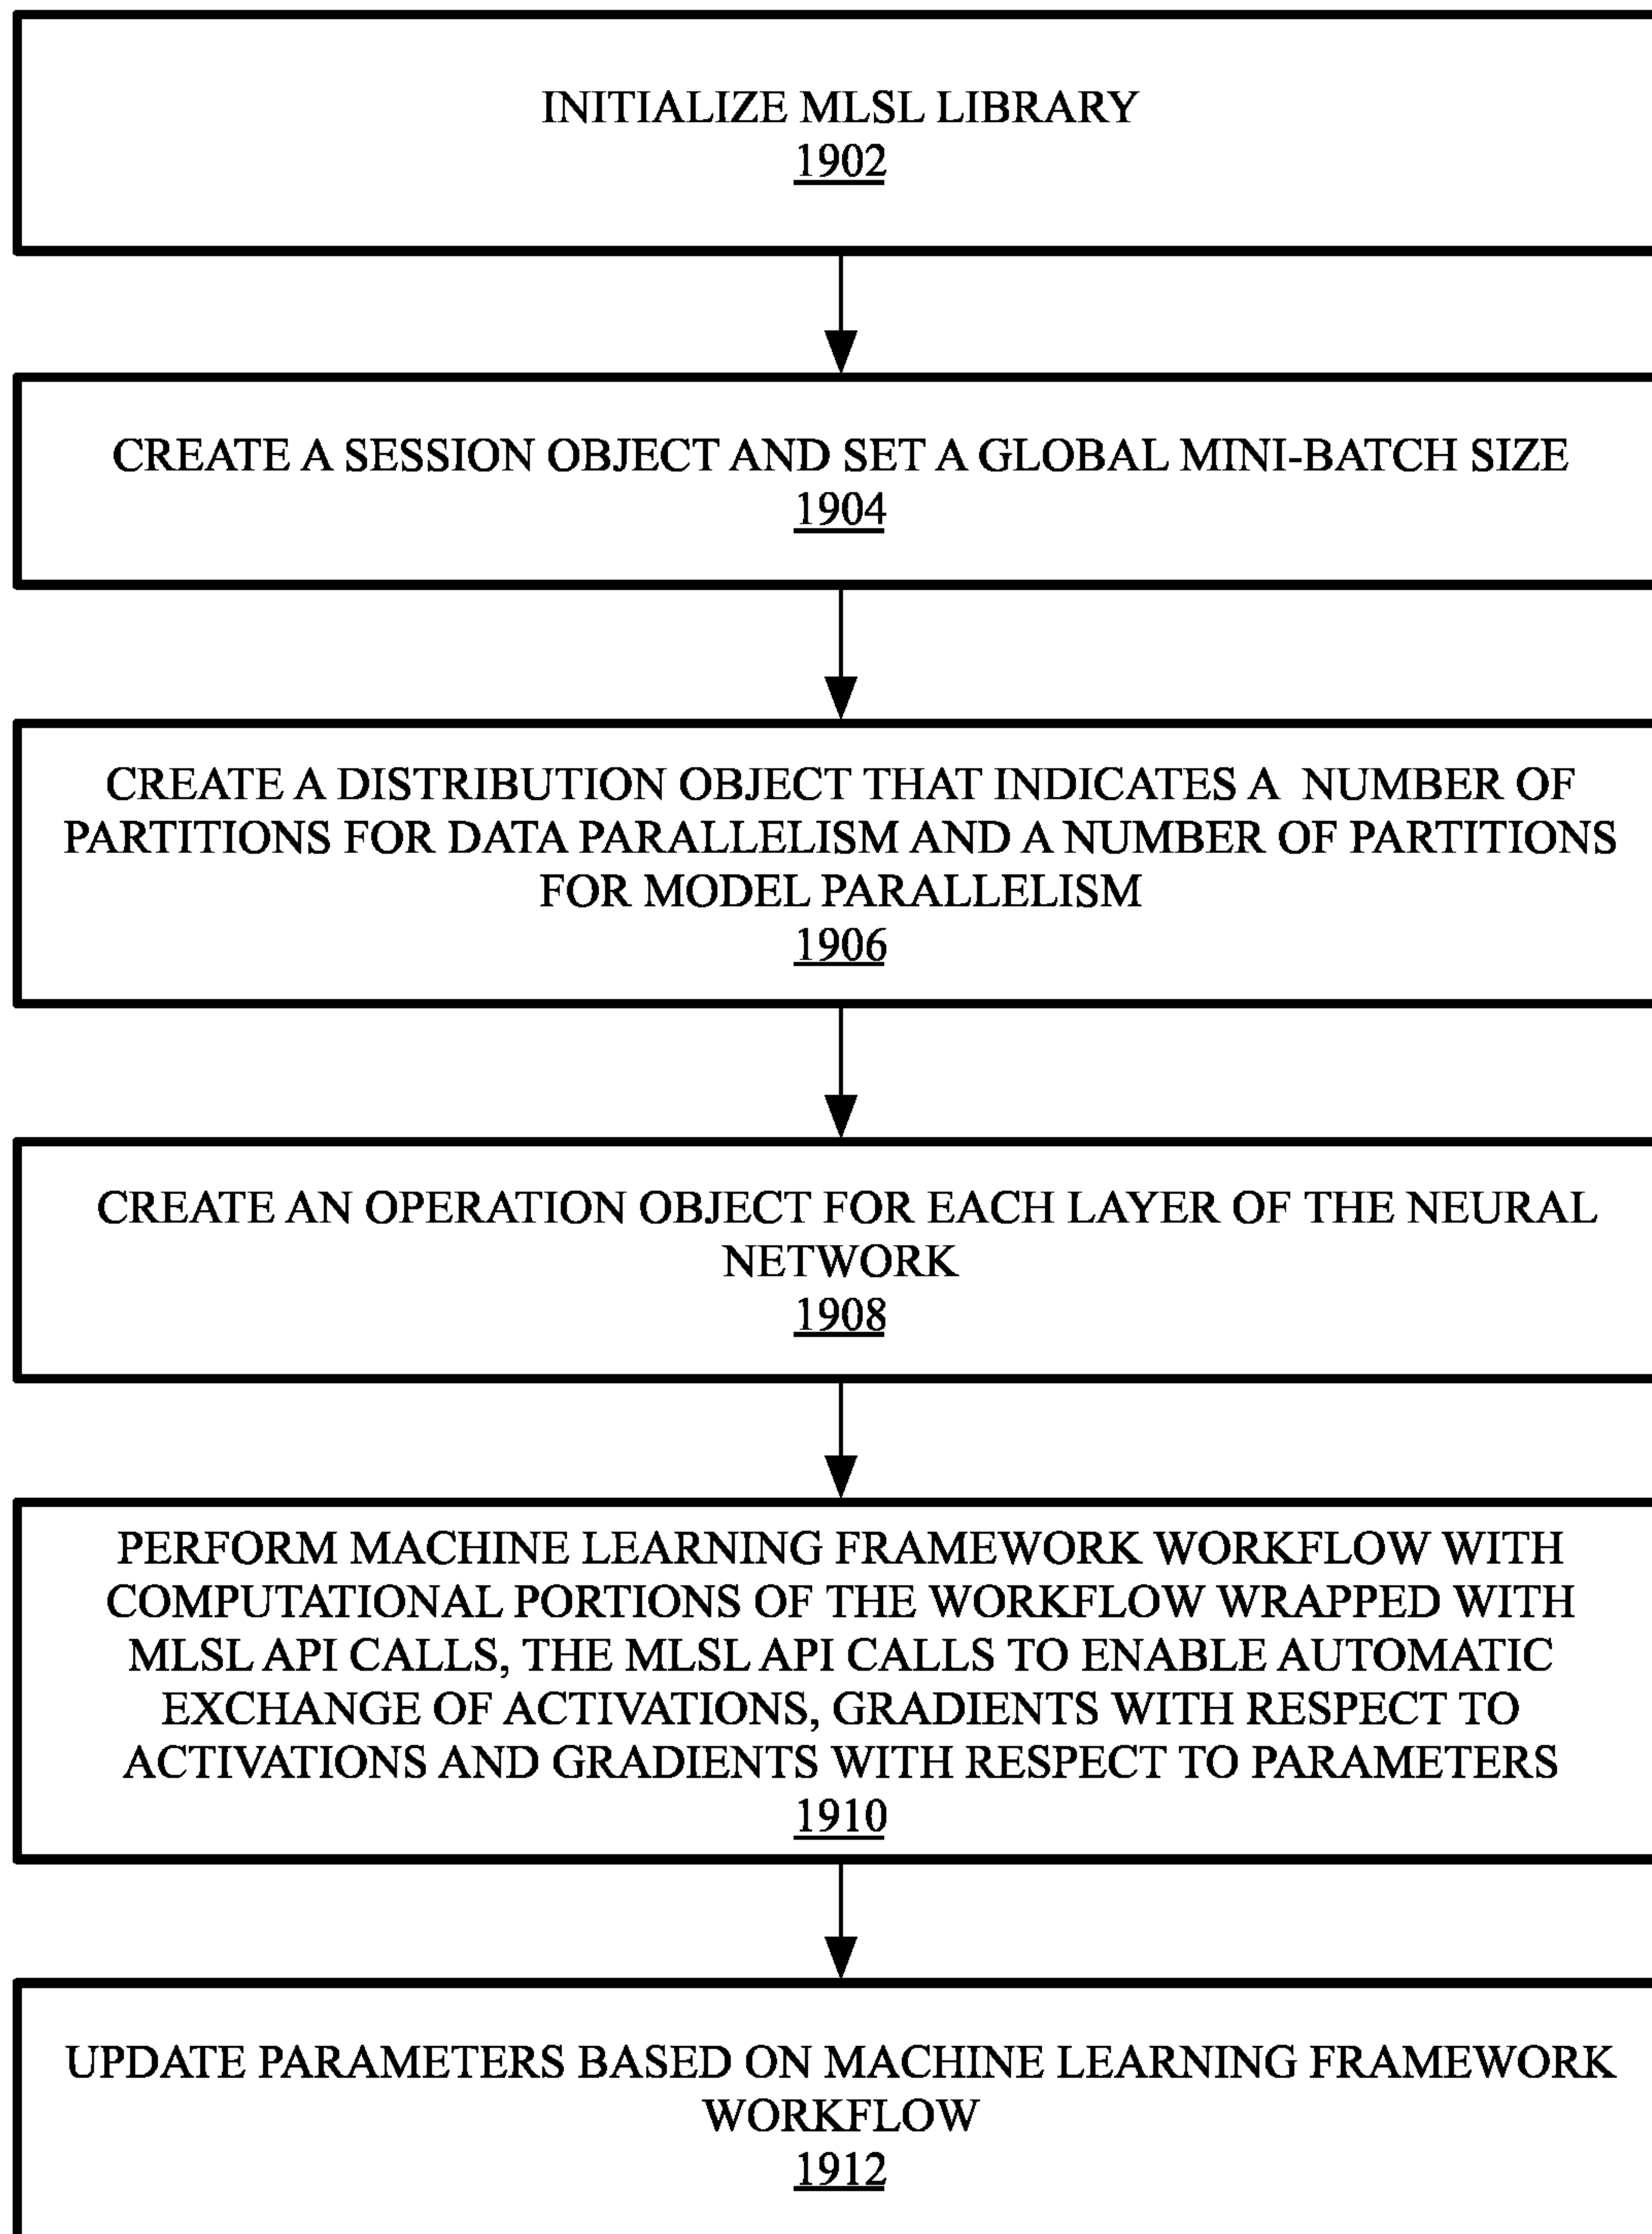 INITIALIZE MLSL LIBRARY
1902
CREATE A SESSION OBJECT AND SET A GLOBAL MINI-BATCH SIZE
1904
CREATE A DISTRIBUTION OBJECT THAT INDICATES A NUMBER OF
PARTITIONS FOR DATA PARALLELISM AND A NUMBER OF PARTITIONS
FOR MODEL PARALLELISM
1906
CREATE AN OPERATION OBJECT FOR EACH LAYER OF THE NEURAL
NETWORK
1908
PERFORM MACHINE LEARNING FRAMEWORK WORKFLOW WITH
COMPUTATIONAL PORTIONS OF THE WORKFLOW WRAPPED WITH
MLSL API CALLS, THE MLSL API CALLS TO ENABLE AUTOMATIC
EXCHANGE OF ACTIVATIONS, GRADIENTS WITH RESPECT TO
ACTIVATIONS AND GRADIENTS WITH RESPECT TO PARAMETERS
1910
UPDATE PARAMETERS BASED ON MACHINE LEARNING FRAMEWORK
WORKFLOW
1912